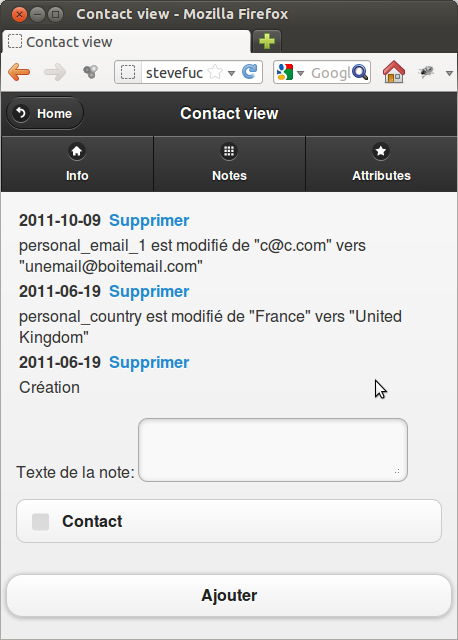 Contact view - Mozilla Firefox
Contact view
stevefuc
Googl
Home
Contact view
Info
Notes
Attributes
2011-10-09 Supprimer
personal_email_1 est modifié de "c@c.com" vers
"unemail@boitemail.com"
2011-06-19 Supprimer
personal_country est modifié de "France" vers "United
Kingdom"
2011-06-19 Supprimer
Création
Texte de la note:
Contact
Ajouter